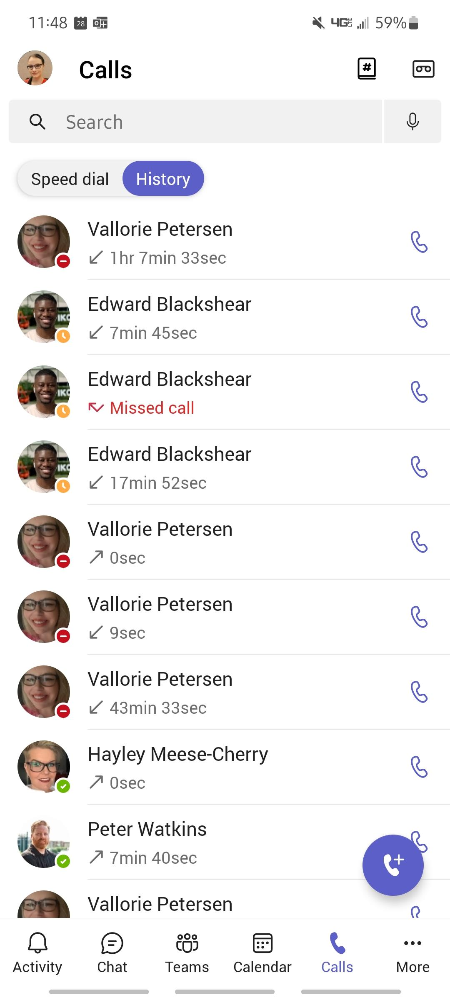 11:48 28 4G LTE 59%
Calls
Search
Speed dial History
Vallorie Petersen
1hr 7min 33sec
Edward Blackshear
7min 45sec
Edward Blackshear
Missed call
Edward Blackshear
17min 52sec
Vallorie Petersen
0sec
Vallorie Petersen
9sec
Vallorie Petersen
43min 33sec
Hayley Meese-Cherry
0sec
Peter Watkins
7min 40sec
Vallorie Petersen
Activity Chat Teams Calendar Calls More